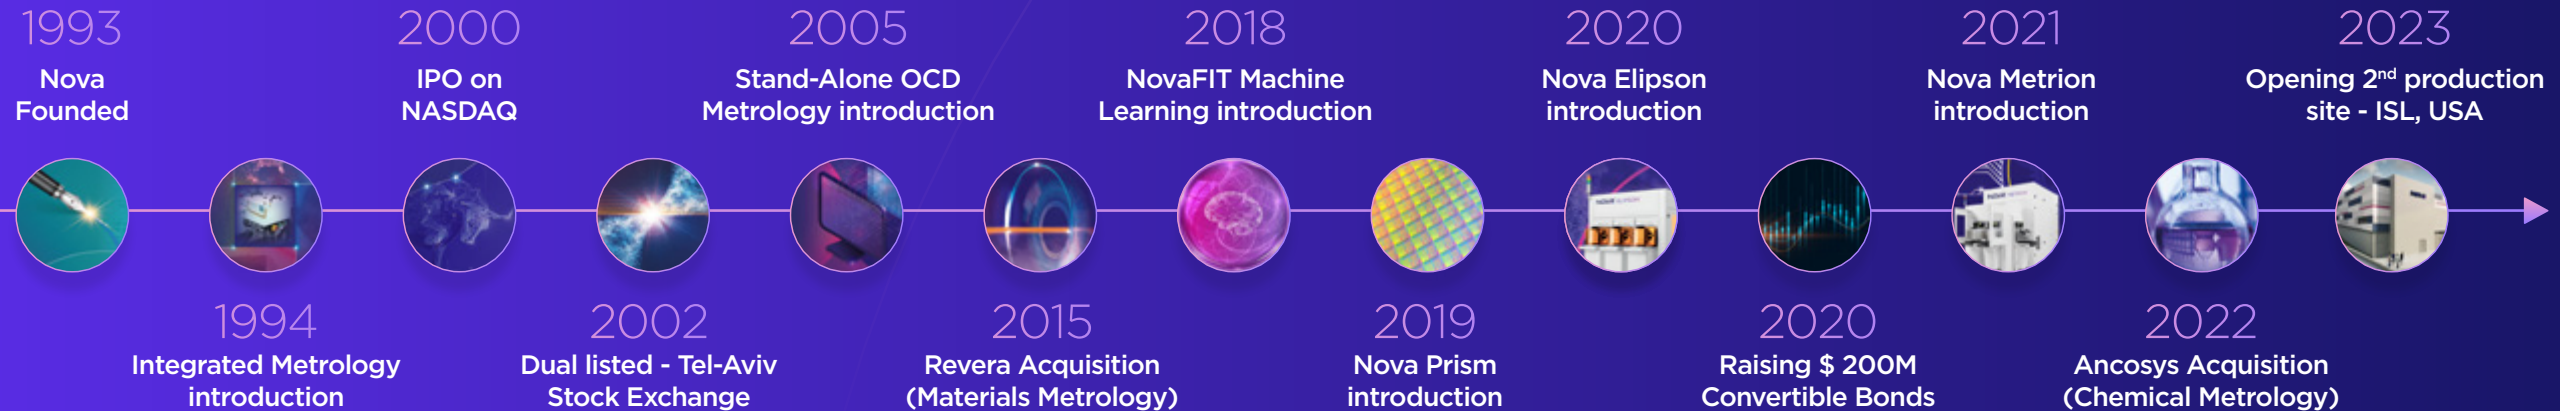 1993
Nova
Founded
1994
Integrated Metrology
introduction
2000
IPO on
NASDAQ
2002
Dual listed - Tel-Aviv
Stock Exchange
2005
Stand-Alone OCD
Metrology introduction
2015
Revera Acquisition
(Materials Metrology)
2018
NovaFIT Machine
Learning introduction
2019
Nova Prism
introduction
2020
Nova Elipson
introduction
2020
Raising $ 200M
Convertible Bonds
2021
Nova Metrion
introduction
2022
Ancosys Acquisition
(Chemical Metrology)
2023
Opening 2nd production
site - ISL, USA